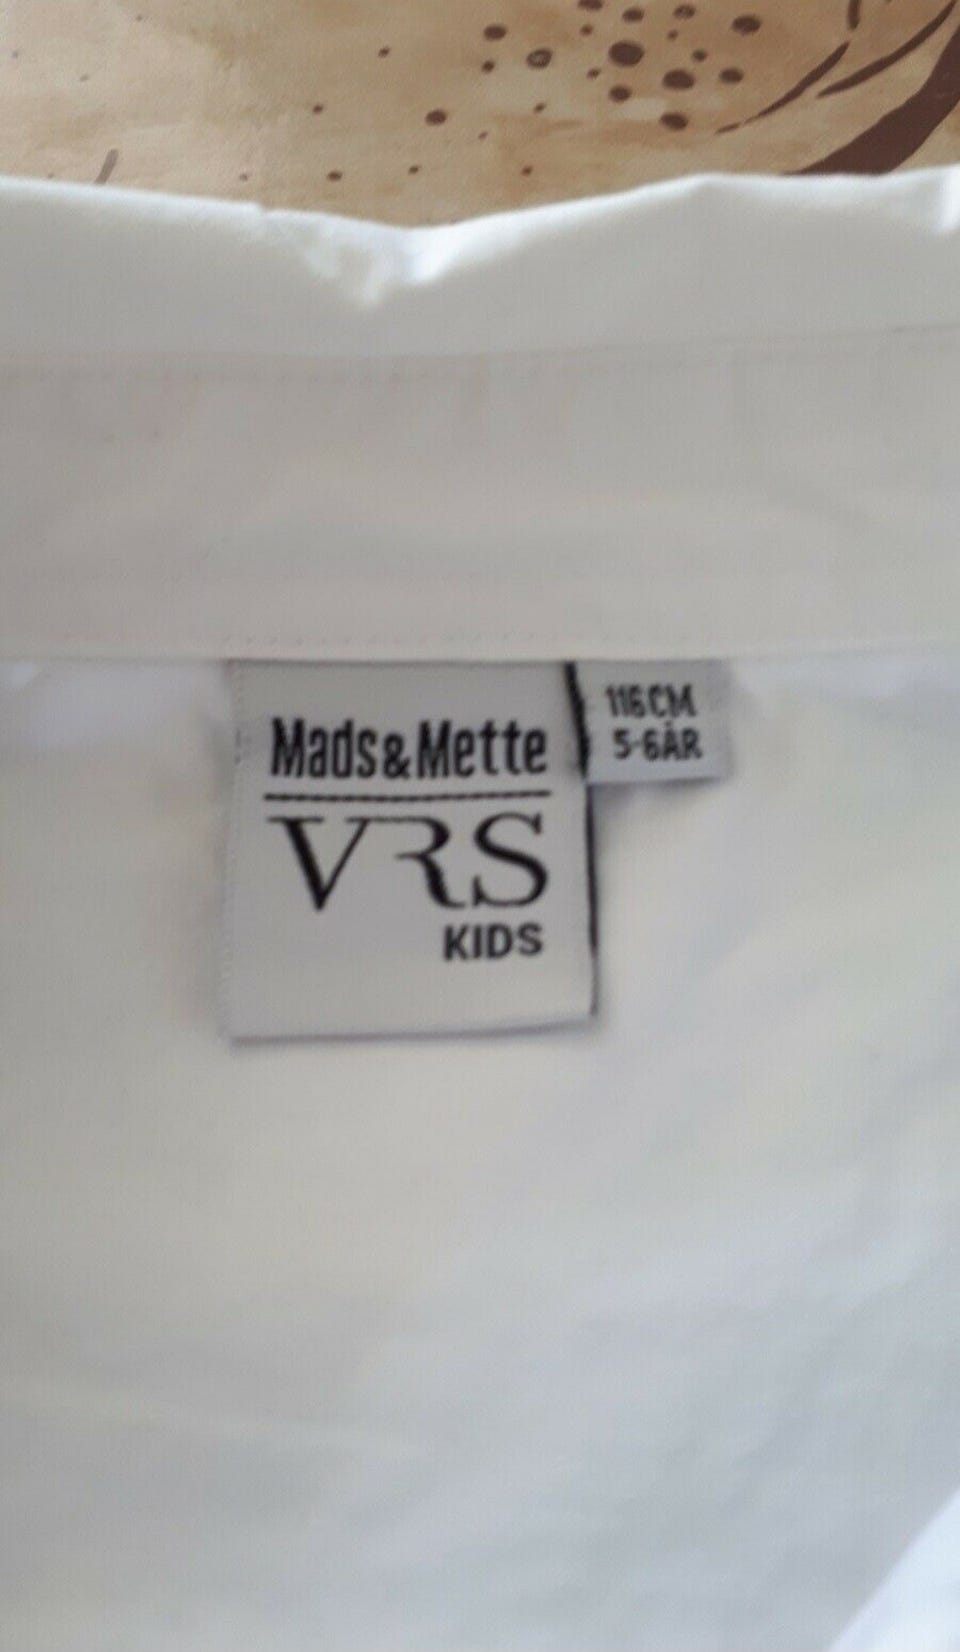 Mads&Mette
VRS
KIDS
116CM
5-6ÅR